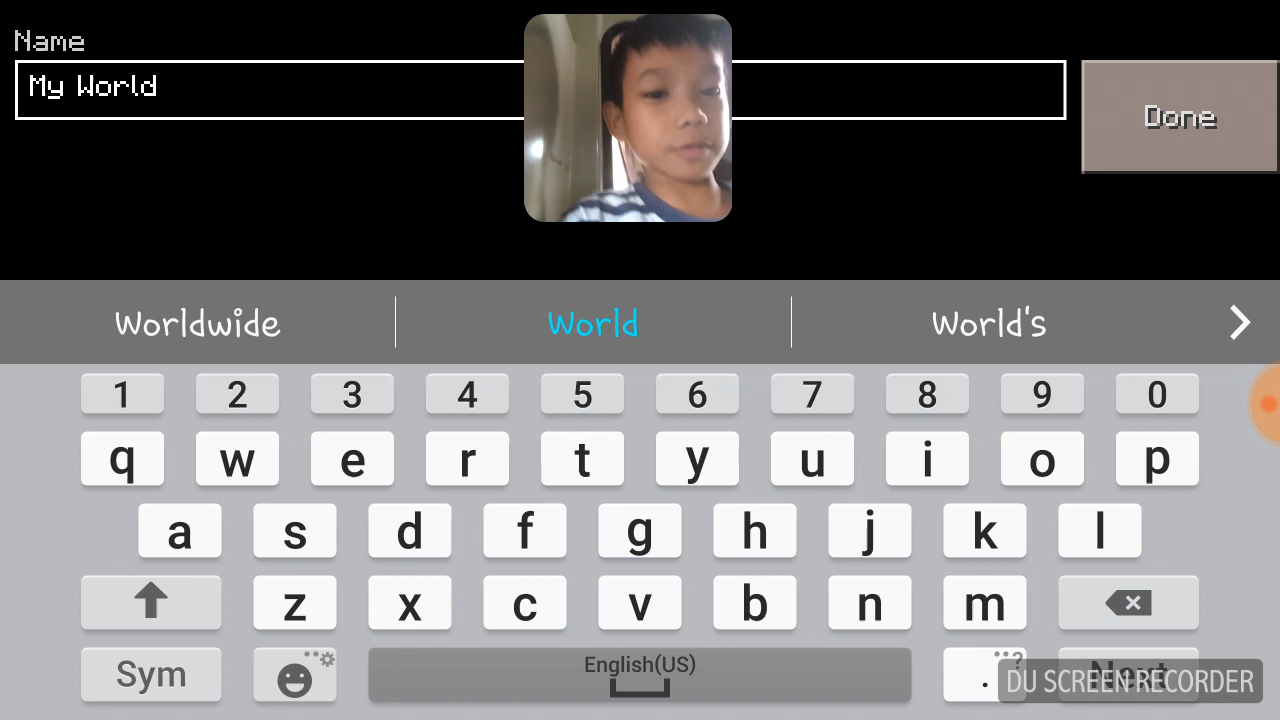 Name
My World
Done
Worldwide World World's
1 2 3 4 5 6 7 8 9 0
q w e r t y u i o p
a s d f g h j k l
z x c v b n m
Sym English(US) . ? Next
DU SCREEN RECORDER